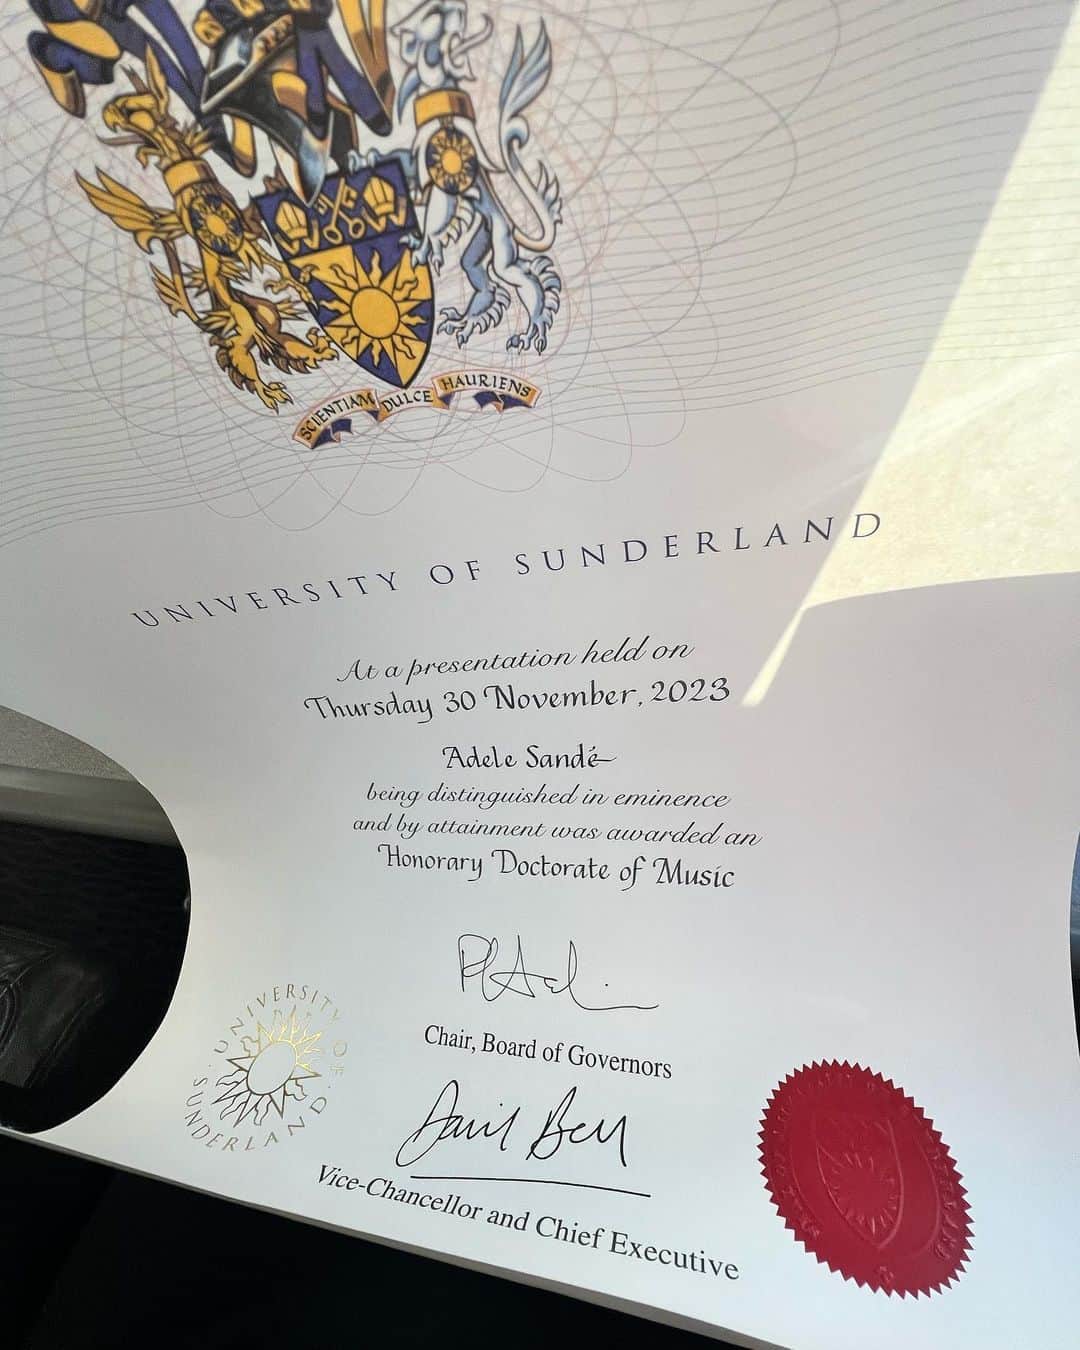 SCIENTIAM DULCE HAURIENS
UNIVERSITY OF SUNDERLAND
At a presentation held on
Thursday 30 November, 2023
Adele Sandé
being distinguished in eminence
and by attainment was awarded an
Honorary Doctorate of Music
Chair, Board of Governors
UNIVERSITY OF SUNDERLAND
David Bell
Vice-Chancellor and Chief Executive